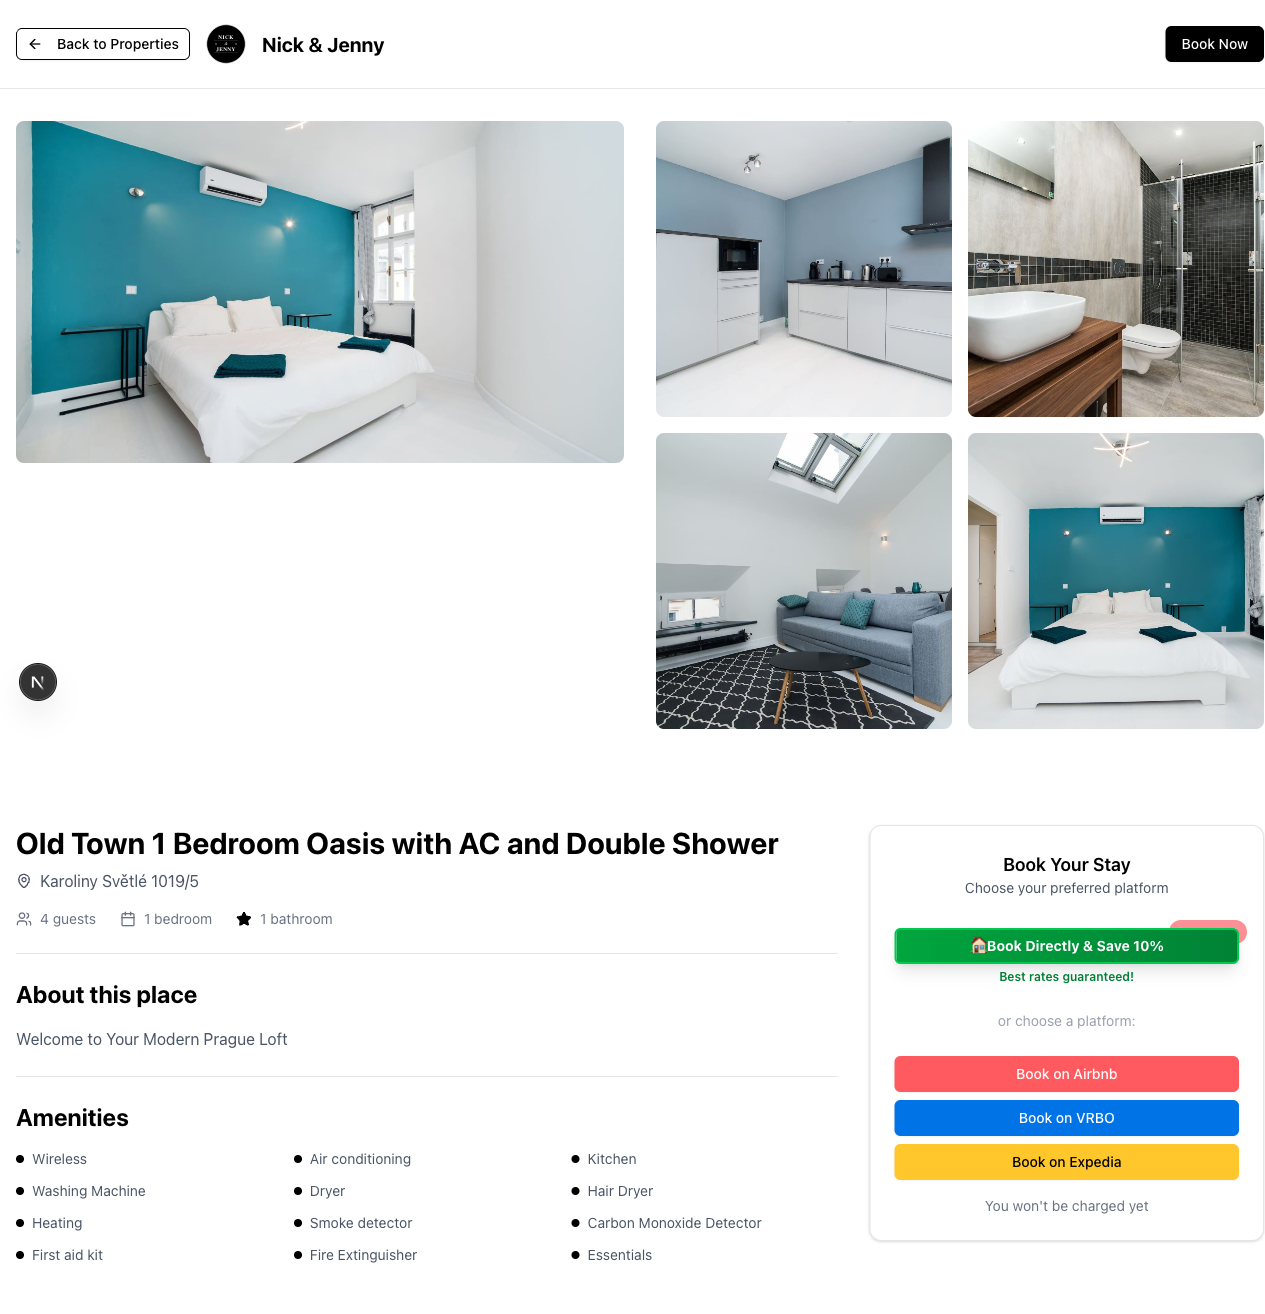 Back to Properties
NICK
&
JENNY
Nick & Jenny
Book Now
N
Old Town 1 Bedroom Oasis with AC and Double Shower
Karoliny Světlé 1019/5
4 guests
1 bedroom
1 bathroom
About this place
Welcome to Your Modern Prague Loft
Amenities
Wireless
Air conditioning
Kitchen
Washing Machine
Dryer
Hair Dryer
Heating
Smoke detector
Carbon Monoxide Detector
First aid kit
Fire Extinguisher
Essentials
Book Your Stay
Choose your preferred platform
Book Directly & Save 10%
Best rates guaranteed!
or choose a platform:
Book on Airbnb
Book on VRBO
Book on Expedia
You won't be charged yet